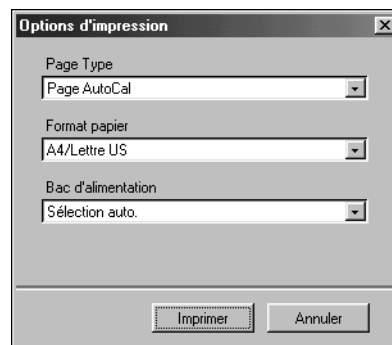 Options d'impression
Page Type
Page AutoCal
Format papier
A4/Lettre US
Bac d'alimentation
Sélection auto.
Imprimer Annuler